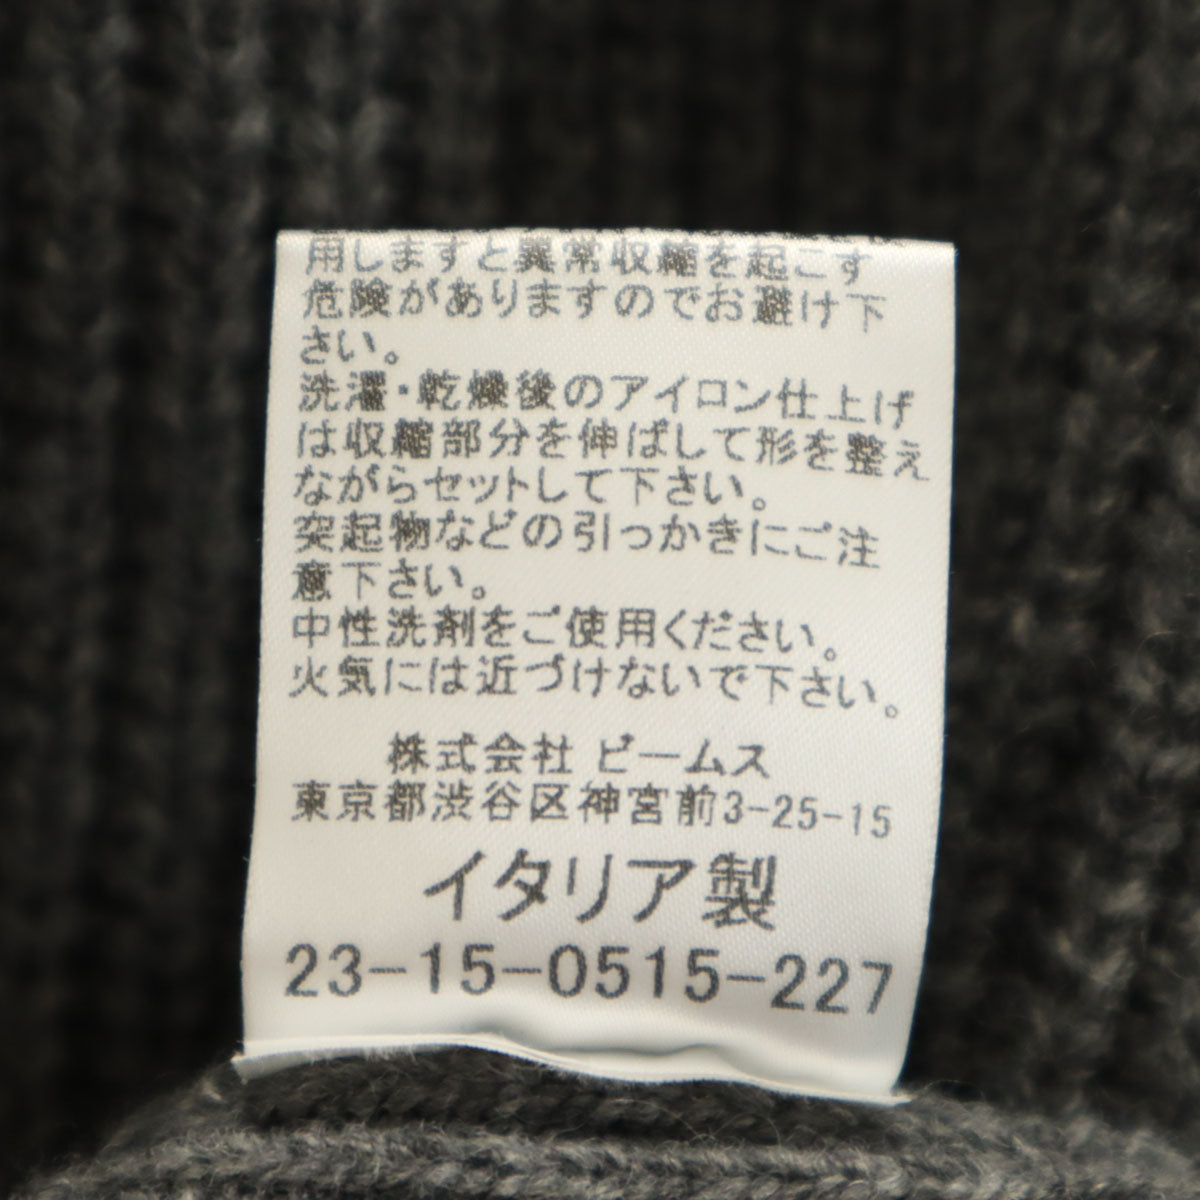 用しますと異常収縮を起こす
危険がありますのでお避け下
さい。
洗濯・乾燥後のアイロン仕上げ
は収縮部分を伸ばして形を整え
ながらセットして下さい。
突起物などの引っかきにご注
意下さい。
中性洗剤をご使用ください。
火気には近づけないで下さい。
株式会社 ビームス
東京都渋谷区神宮前3-25-15
イタリア製
23-15-0515-227